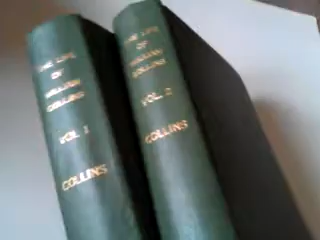 THE LIFE
OF
WILLIAM
COLLINS
VOL 1
COLLINS
THE LIFE
OF
WILLIAM
COLLINS
VOL. 2
COLLINS